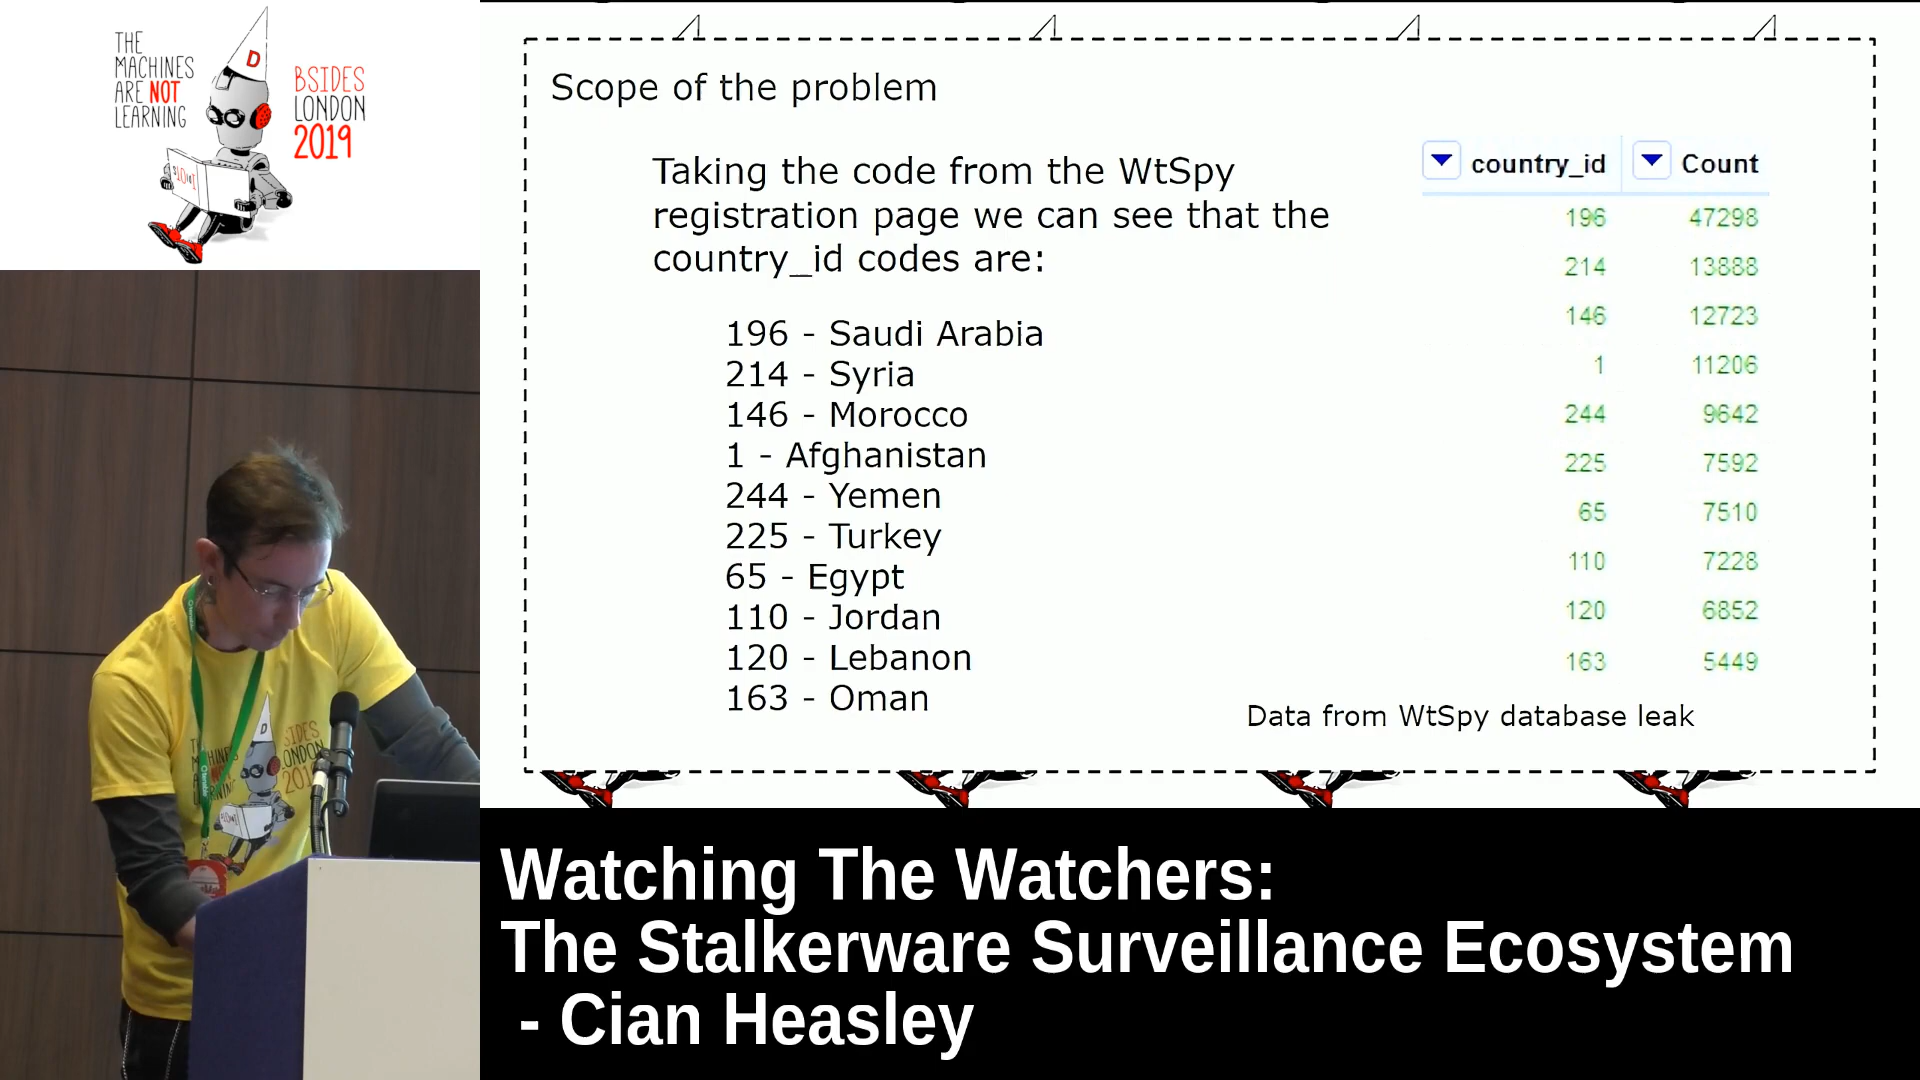 THE
MACHINES
ARE NOT
LEARNING
D
BSIDES
LONDON
2019
Scope of the problem
Taking the code from the WtSpy
registration page we can see that the
country_id codes are:
196 - Saudi Arabia
214 - Syria
146 - Morocco
1 - Afghanistan
244 - Yemen
225 - Turkey
65 - Egypt
110 - Jordan
120 - Lebanon
163 - Oman
country_id Count
196 47298
214 13888
146 12723
1 11206
244 9642
225 7592
65 7510
110 7228
120 6852
163 5449
Data from WtSpy database leak
Watching The Watchers:
The Stalkerware Surveillance Ecosystem
- Cian Heasley